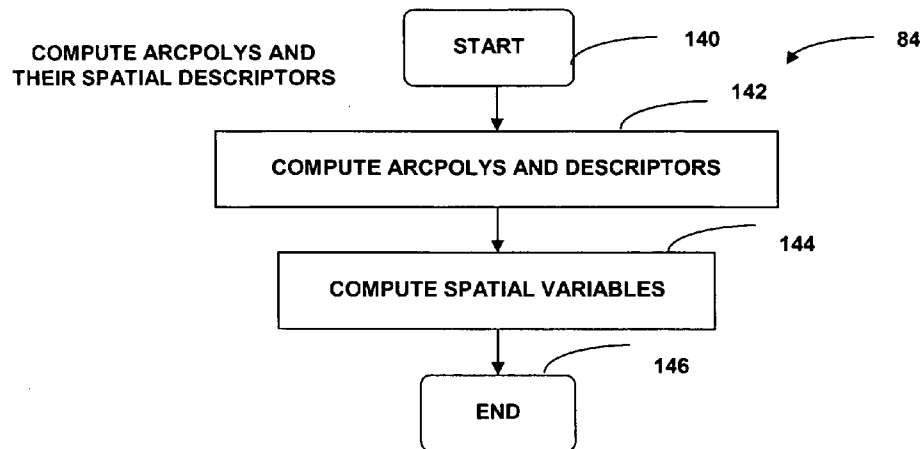 COMPUTE ARCPOLYS AND
THEIR SPATIAL DESCRIPTORS
START
140
84
142
COMPUTE ARCPOLYS AND DESCRIPTORS
144
COMPUTE SPATIAL VARIABLES
146
END